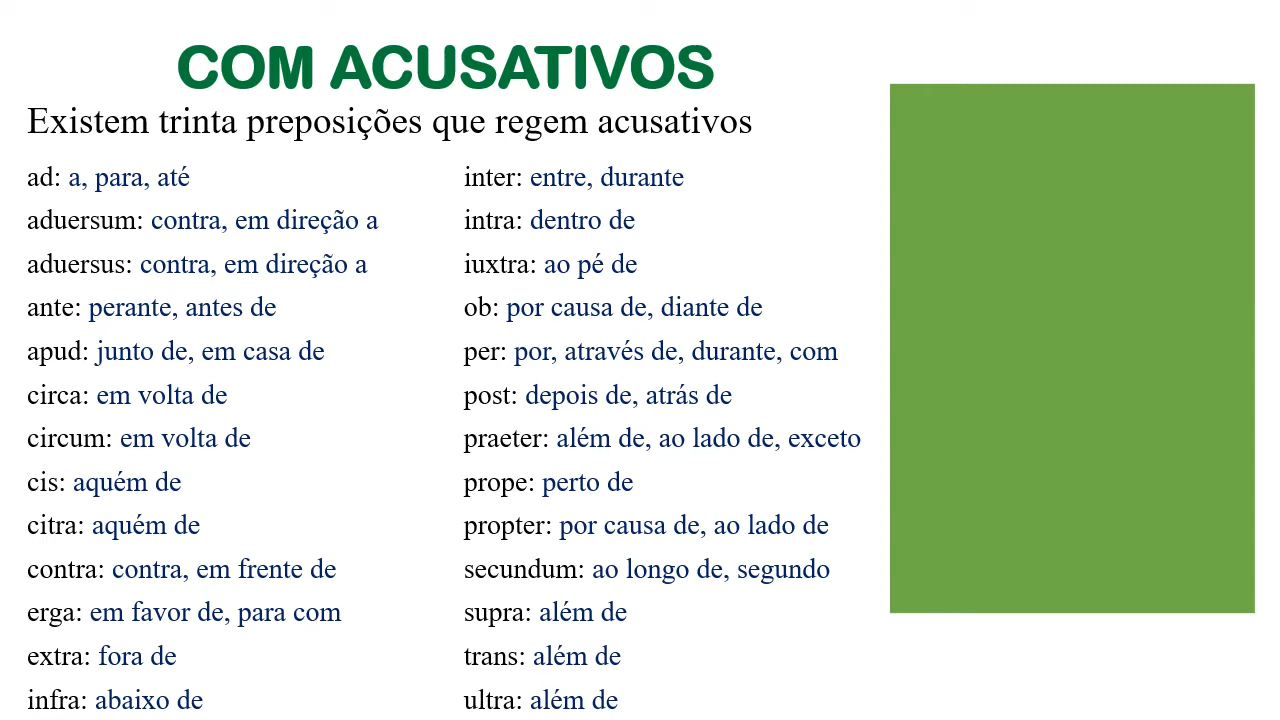 COM ACUSATIVOS
Existem trinta preposições que regem acusativos
ad: a, para, até
aduersum: contra, em direção a
aduersus: contra, em direção a
ante: perante, antes de
apud: junto de, em casa de
circa: em volta de
circum: em volta de
cis: aquém de
citra: aquém de
contra: contra, em frente de
erga: em favor de, para com
extra: fora de
infra: abaixo de
inter: entre, durante
intra: dentro de
iuxtra: ao pé de
ob: por causa de, diante de
per: por, através de, durante, com
post: depois de, atrás de
praeter: além de, ao lado de, exceto
prope: perto de
propter: por causa de, ao lado de
secundum: ao longo de, segundo
supra: além de
trans: além de
ultra: além de